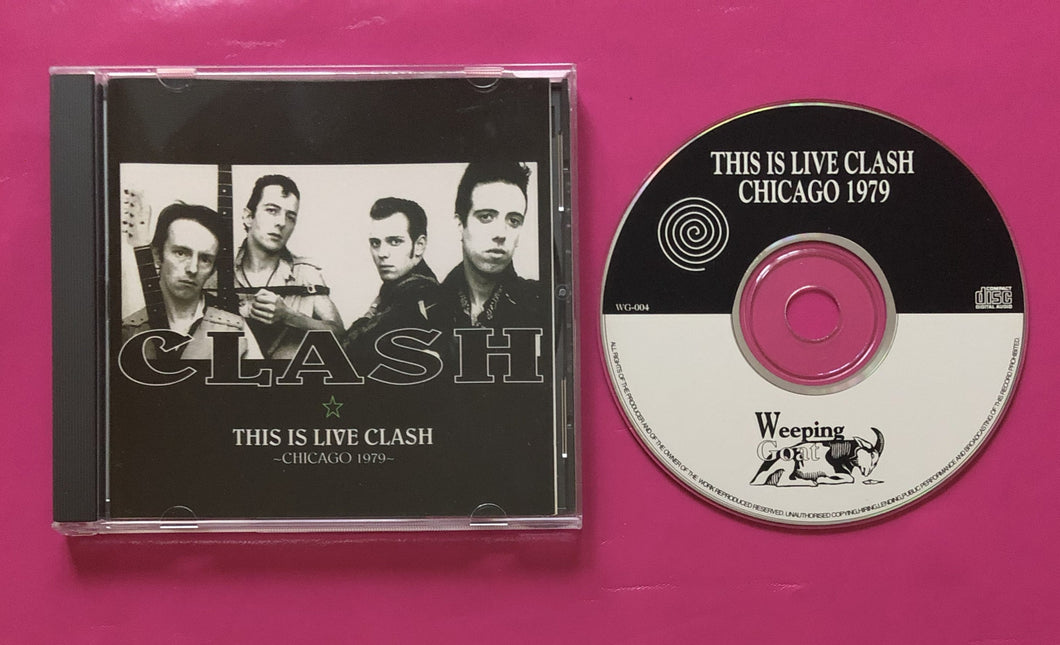 CLASH
THIS IS LIVE CLASH
~CHICAGO 1979~
THIS IS LIVE CLASH
CHICAGO 1979
WG-004
COMPACT
disc
DIGITAL AUDIO
Weeping
Goat
ALL RIGHTS OF THE PRODUCER AND OF THE OWNER OF THE WORK REPRODUCED RESERVED. UNAUTHORISED COPYING,HIRING,LENDING,PUBLIC PERFORMANCE AND BROADCASTING OF THIS RECORD PROHIBITED